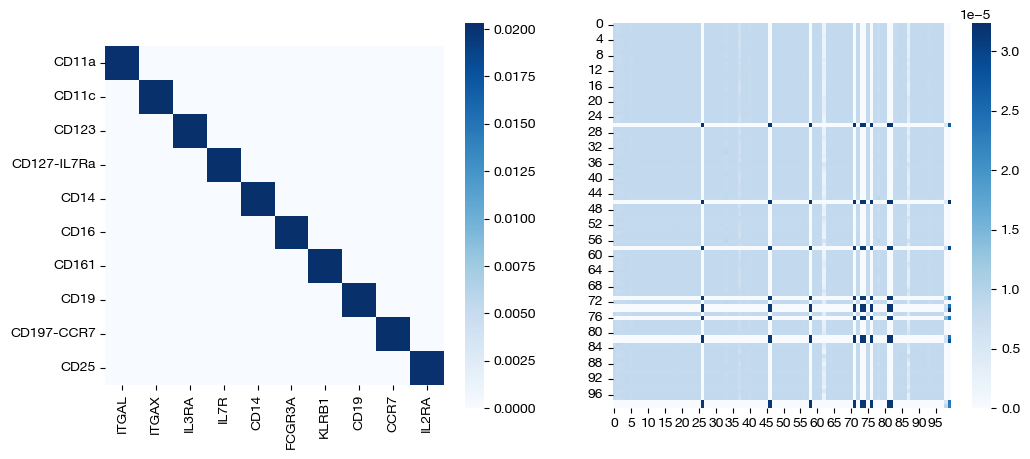 CD11a
CD11c
CD123
CD127-IL7Ra
CD14
CD16
CD161
CD19
CD197-CCR7
CD25
ITGAL
ITGAX
IL3RA
IL7R
CD14
FCGR3A
KLRB1
CD19
CCR7
IL2RA
0.0200
0.0175
0.0150
0.0125
0.0100
0.0075
0.0050
0.0025
0.0000
0
4
8
12
16
20
24
28
32
36
40
44
48
52
56
60
64
68
72
76
80
84
88
92
96
0 5 10 15 20 25 30 35 40 45 50 55 60 65 70 75 80 85 90 95
1e−5
3.0
2.5
2.0
1.5
1.0
0.5
0.0